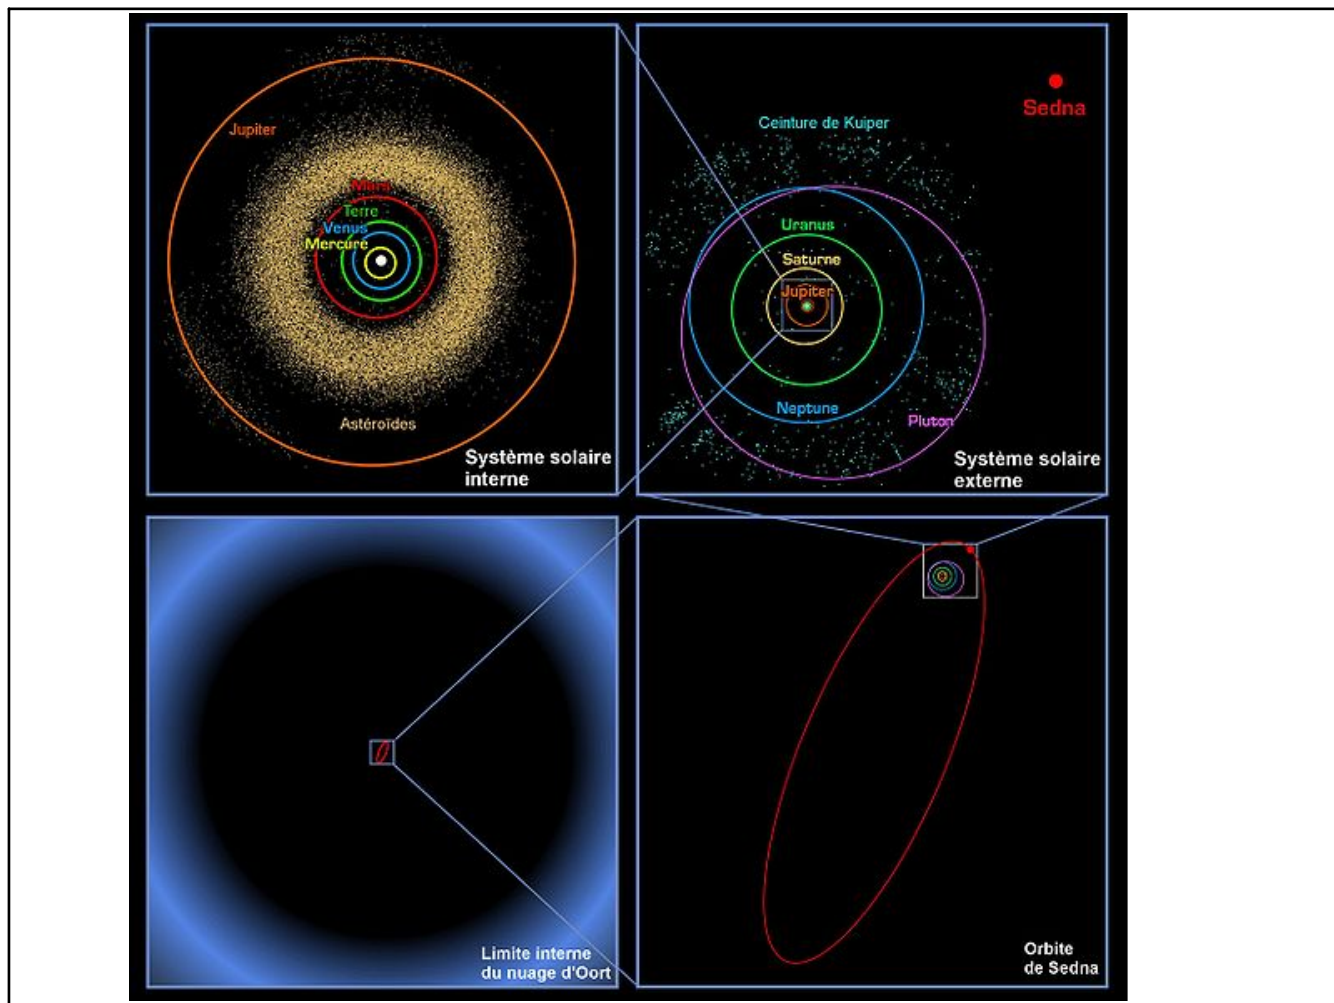 Jupiter
Mars
Terre
Venus
Mercure
Astéroïdes
Système solaire
interne
Sedna
Ceinture de Kuiper
Uranus
Saturne
Jupiter
Neptune
Pluton
Système solaire
externe
Limite interne
du nuage d'Oort
Orbite
de Sedna